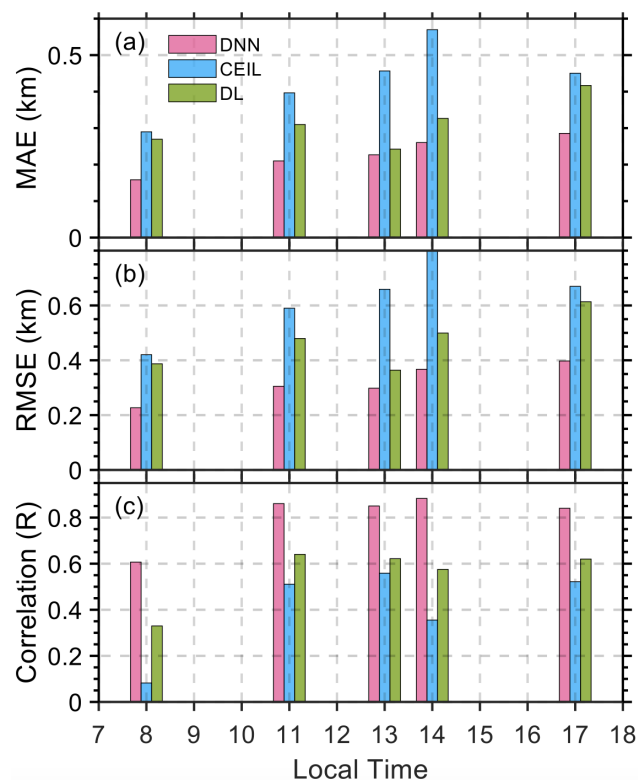 (a)
DNN
CEIL
DL
MAE (km)
0.5
0
(b)
RMSE (km)
0.6
0.4
0.2
0
(c)
Correlation (R)
0.8
0.6
0.4
0.2
0
7 8 9 10 11 12 13 14 15 16 17 18
Local Time